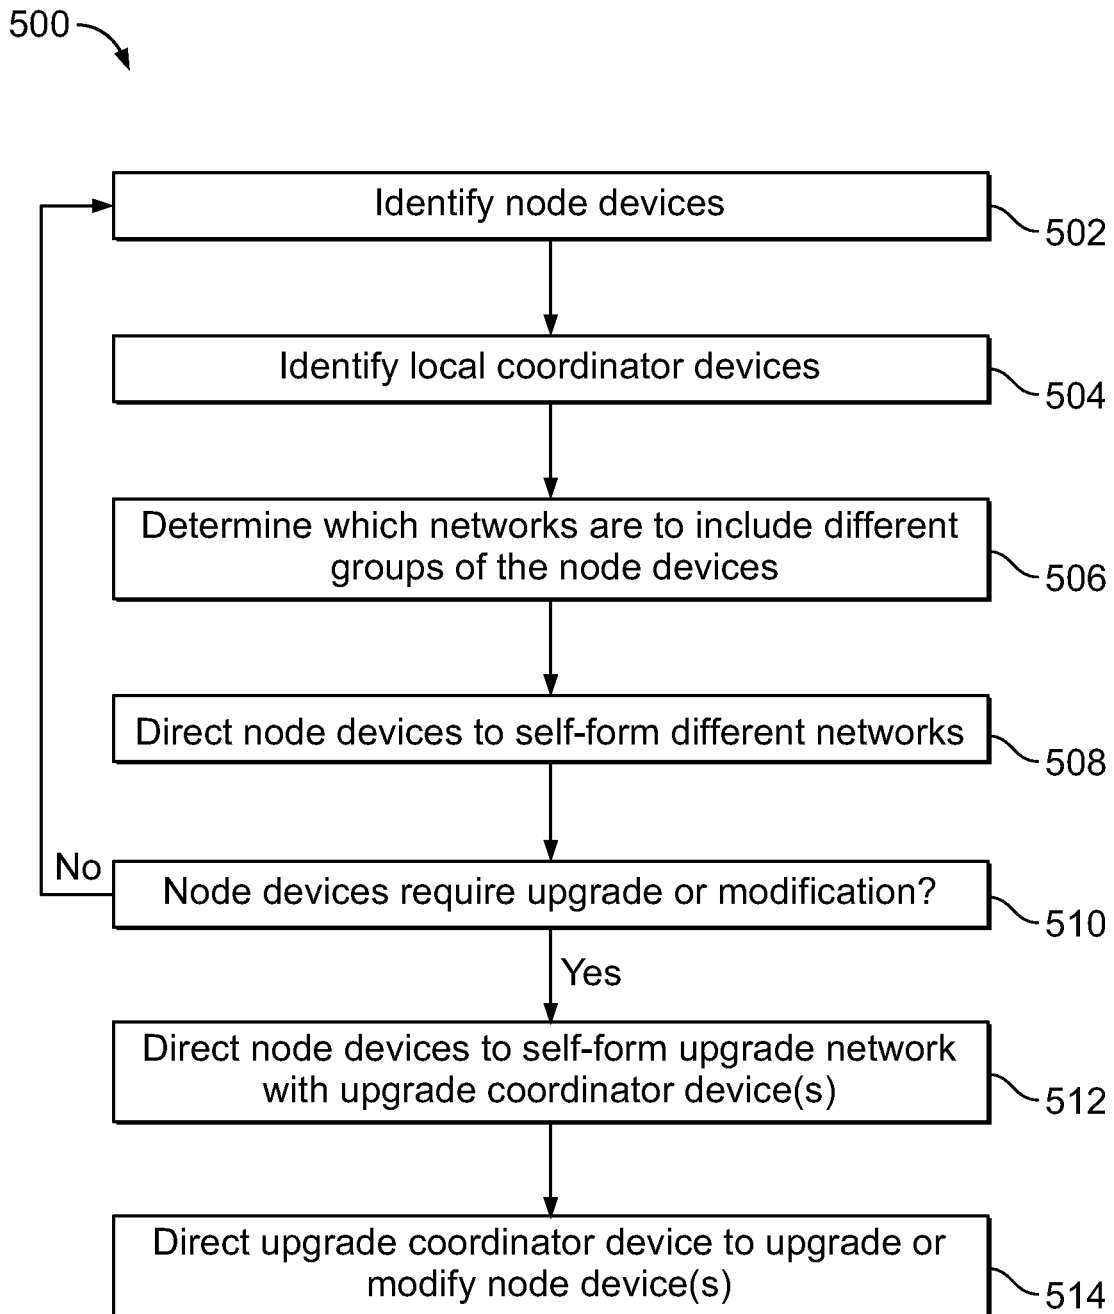 500
Identify node devices
502
Identify local coordinator devices
504
Determine which networks are to include different
groups of the node devices
506
Direct node devices to self-form different networks
508
No
Node devices require upgrade or modification?
510
Yes
Direct node devices to self-form upgrade network
with upgrade coordinator device(s)
512
Direct upgrade coordinator device to upgrade or
modify node device(s)
514